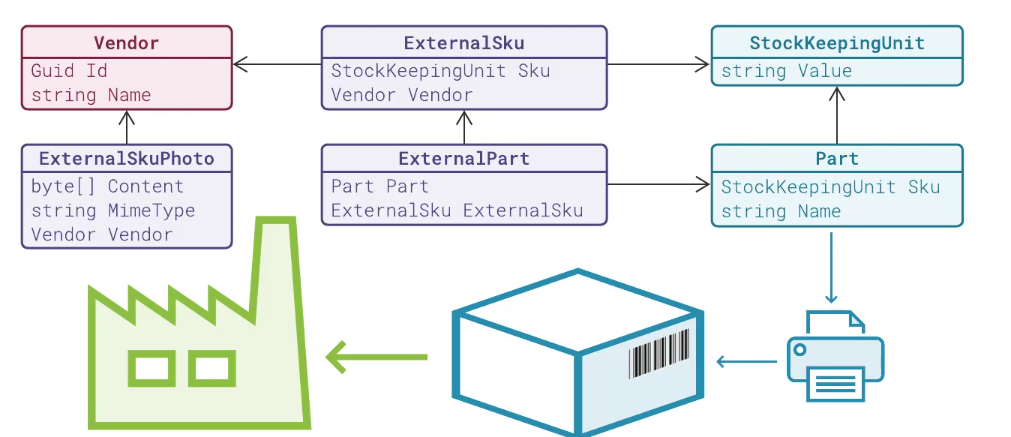 Vendor
Guid Id
string Name
ExternalSku
StockKeepingUnit Sku
Vendor Vendor
StockKeepingUnit
string Value
ExternalSkuPhoto
byte[] Content
string MimeType
Vendor Vendor
ExternalPart
Part Part
ExternalSku ExternalSku
Part
StockKeepingUnit Sku
string Name